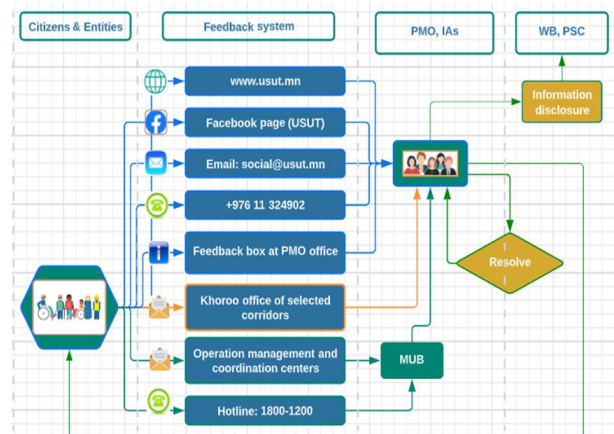 Citizens & Entities
Feedback system
PMO, IAs
WB, PSC
www.usut.mn
Facebook page (USUT)
Email: social@usut.mn
+976 11 324902
Feedback box at PMO office
Khoroo office of selected
corridors
Operation management and
coordination centers
Hotline: 1800-1200
MUB
Information
disclosure
Resolve